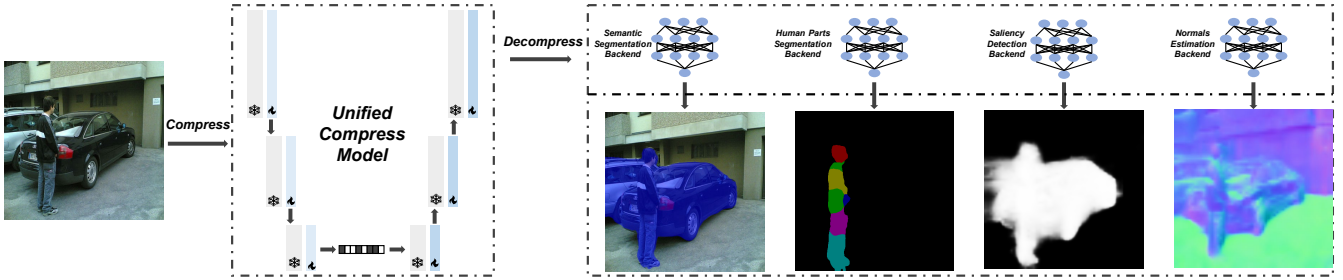 Compress
Unified
Compress
Model
Decompress
Semantic
Segmentation
Backend
Human Parts
Segmentation
Backend
Saliency
Detection
Backend
Normals
Estimation
Backend